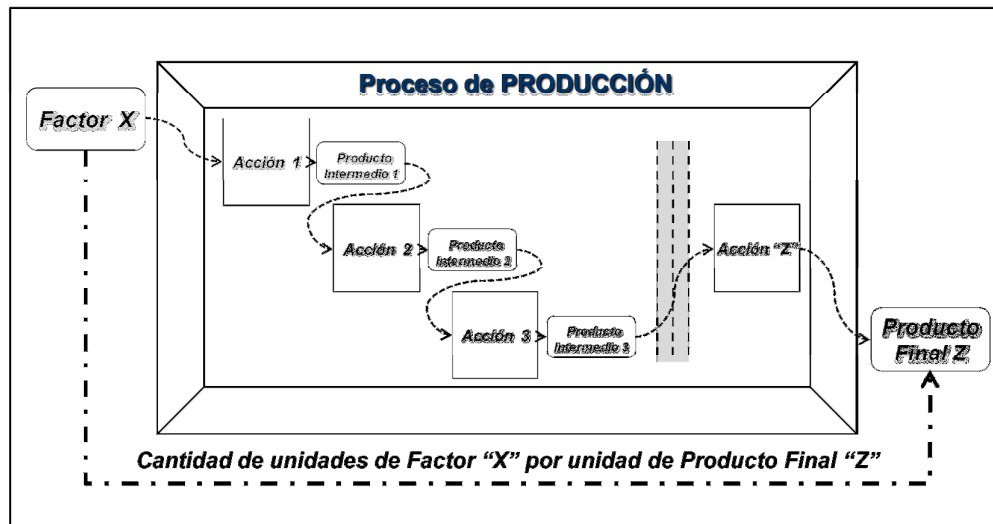 Proceso de PRODUCCIÓN
Factor X
Acción 1
Producto
Intermedio 1
Acción 2
Producto
Intermedio 2
Acción 3
Producto
Intermedio 3
Acción "Z"
Producto
Final Z
Cantidad de unidades de Factor “X” por unidad de Producto Final “Z”